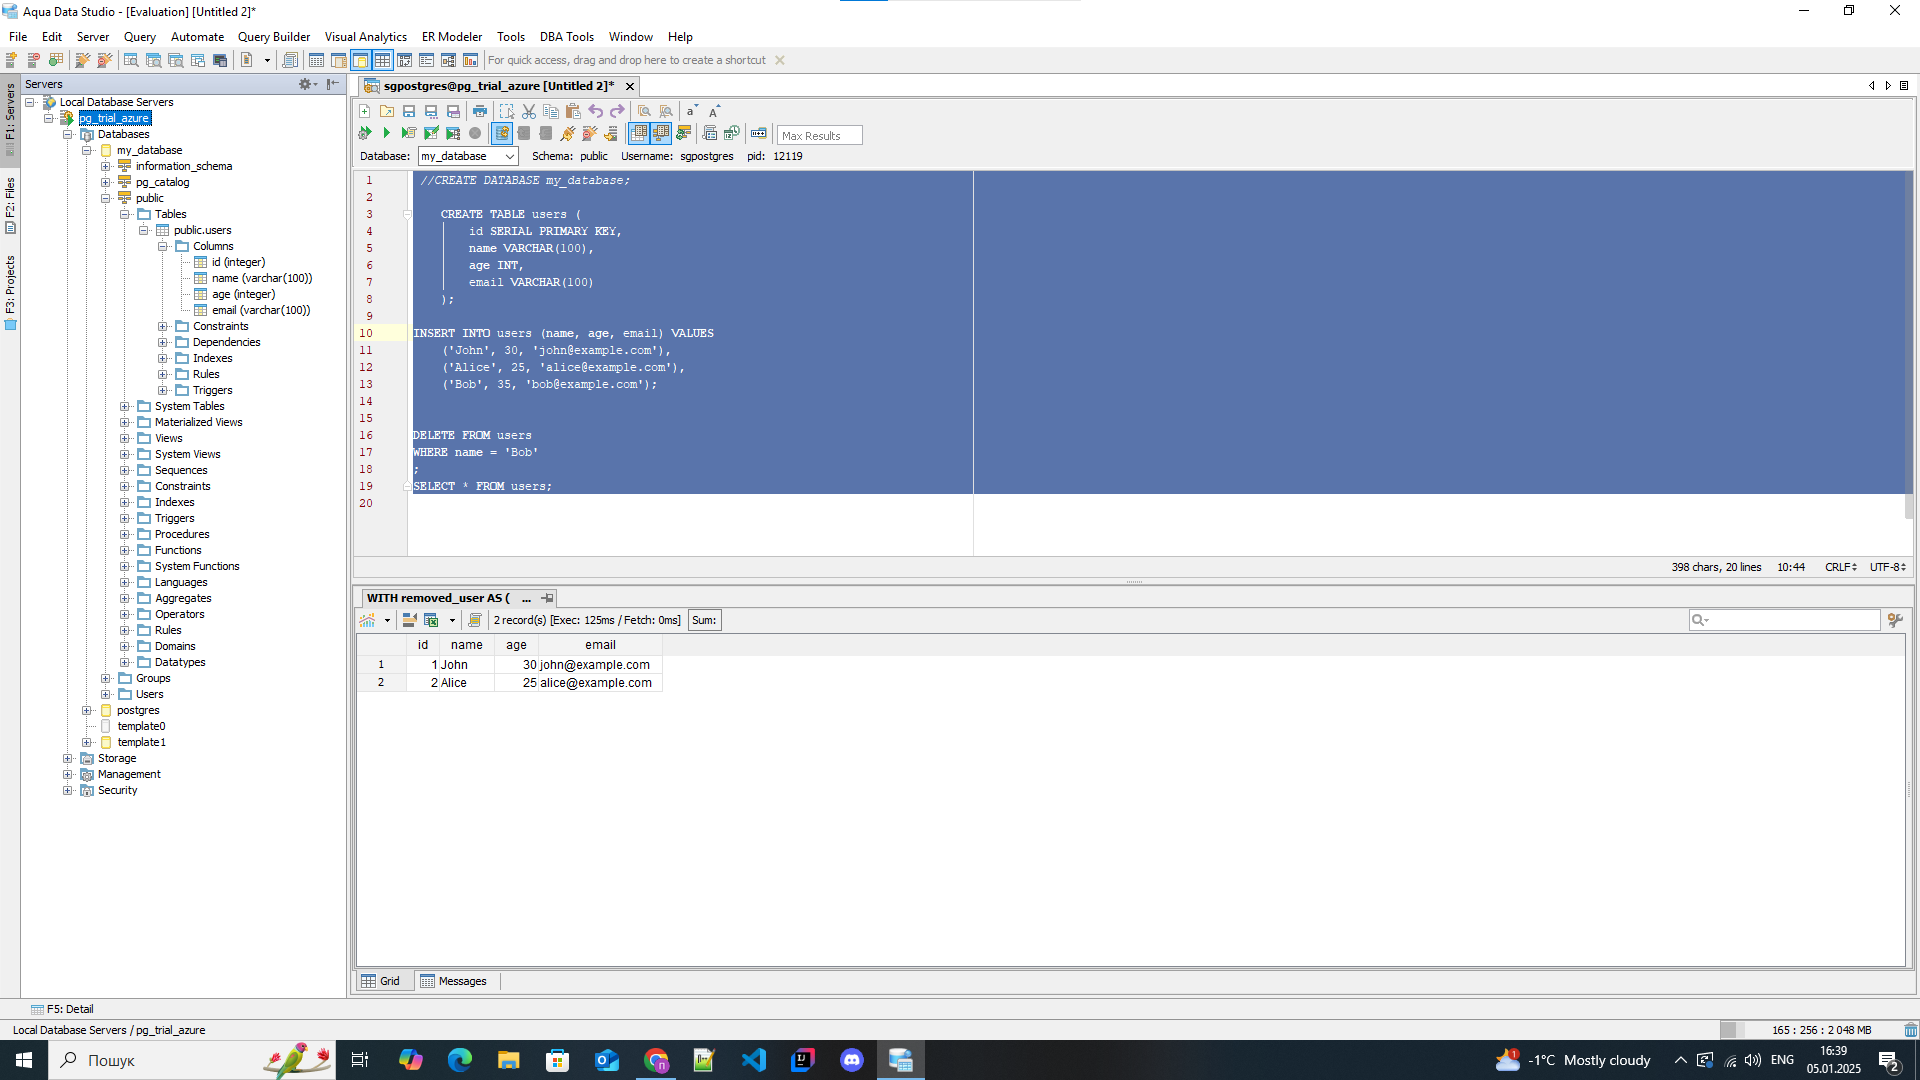 Aqua Data Studio - [Evaluation] [Untitled 2]*
File Edit Server Query Automate Query Builder Visual Analytics ER Modeler Tools DBA Tools Window Help
For quick access, drag and drop here to create a shortcut
F1: Servers
F2: Files
F3: Projects
Servers
Local Database Servers
pg_trial_azure
Databases
my_database
information_schema
pg_catalog
public
Tables
public.users
Columns
id (integer)
name (varchar(100))
age (integer)
email (varchar(100))
Constraints
Dependencies
Indexes
Rules
Triggers
System Tables
Materialized Views
Views
System Views
Sequences
Constraints
Indexes
Triggers
Procedures
Functions
System Functions
Languages
Aggregates
Operators
Rules
Domains
Datatypes
Groups
Users
postgres
template0
template1
Storage
Management
Security
sgpostgres@pg_trial_azure [Untitled 2]*
Max Results
Database: my_database Schema: public Username: sgpostgres pid: 12119
1 //CREATE DATABASE my_database;
2
3 CREATE TABLE users (
4 id SERIAL PRIMARY KEY,
5 name VARCHAR(100),
6 age INT,
7 email VARCHAR(100)
8 );
9
10 INSERT INTO users (name, age, email) VALUES
11 ('John', 30, 'john@example.com'),
12 ('Alice', 25, 'alice@example.com'),
13 ('Bob', 35, 'bob@example.com');
14
15
16 DELETE FROM users
17 WHERE name = 'Bob'
18 ;
19 SELECT * FROM users;
20
398 chars, 20 lines 10:44 CRLF UTF-8
WITH removed_user AS ( ...
2 record(s) [Exec: 125ms / Fetch: 0ms] Sum:
id name age email
1 1 John 30 john@example.com
2 2 Alice 25 alice@example.com
Grid Messages
F5: Detail
Local Database Servers / pg_trial_azure
165 : 256 : 2 048 MB
Пошук
1
-1°C Mostly cloudy
ENG
16:39
05.01.2025
2